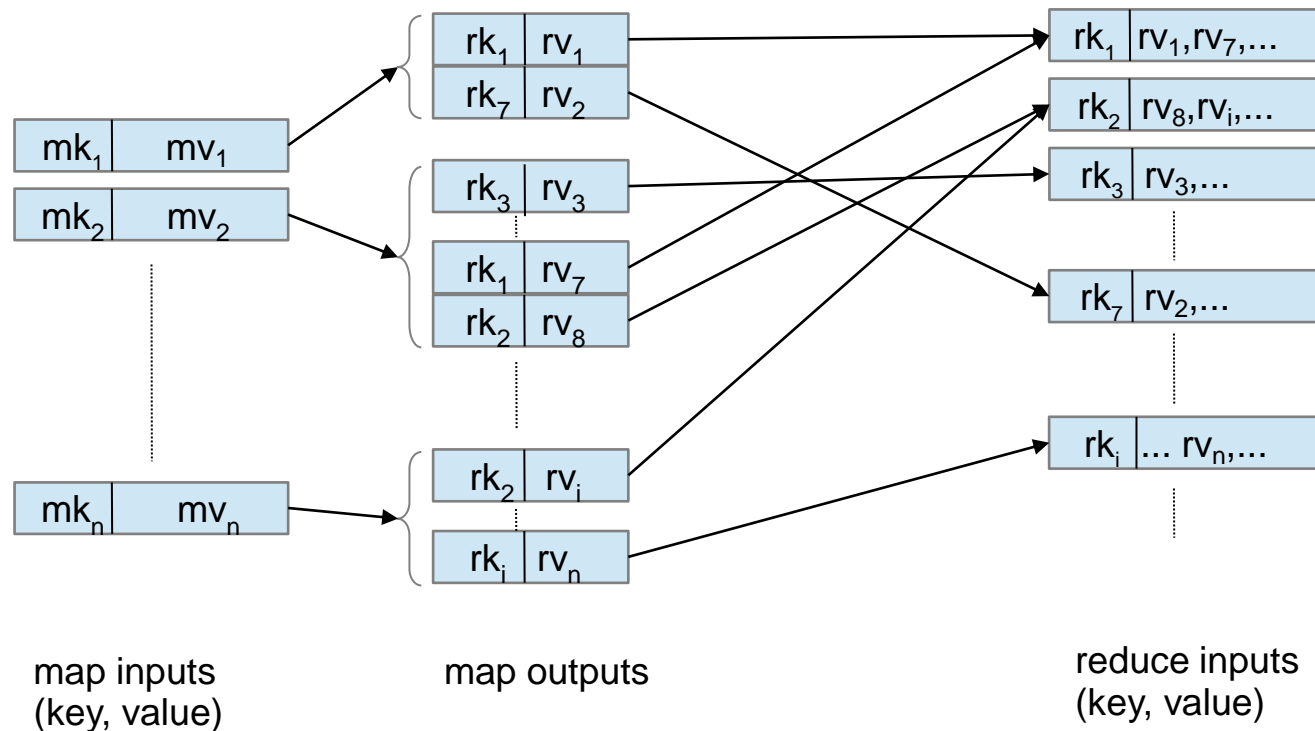 rk₁ rv₁
rk₇ rv₂
mk₁ mv₁
mk₂ mv₂
mkₙ mvₙ
rk₃ rv₃
rk₁ rv₇
rk₂ rv₈
rk₂ rvᵢ
rkᵢ rvₙ
rk₁ rv₁,rv₇,...
rk₂ rv₈,rvᵢ,...
rk₃ rv₃,...
rk₇ rv₂,...
rkᵢ ... rvₙ,...
map inputs
(key, value)
map outputs
reduce inputs
(key, value)